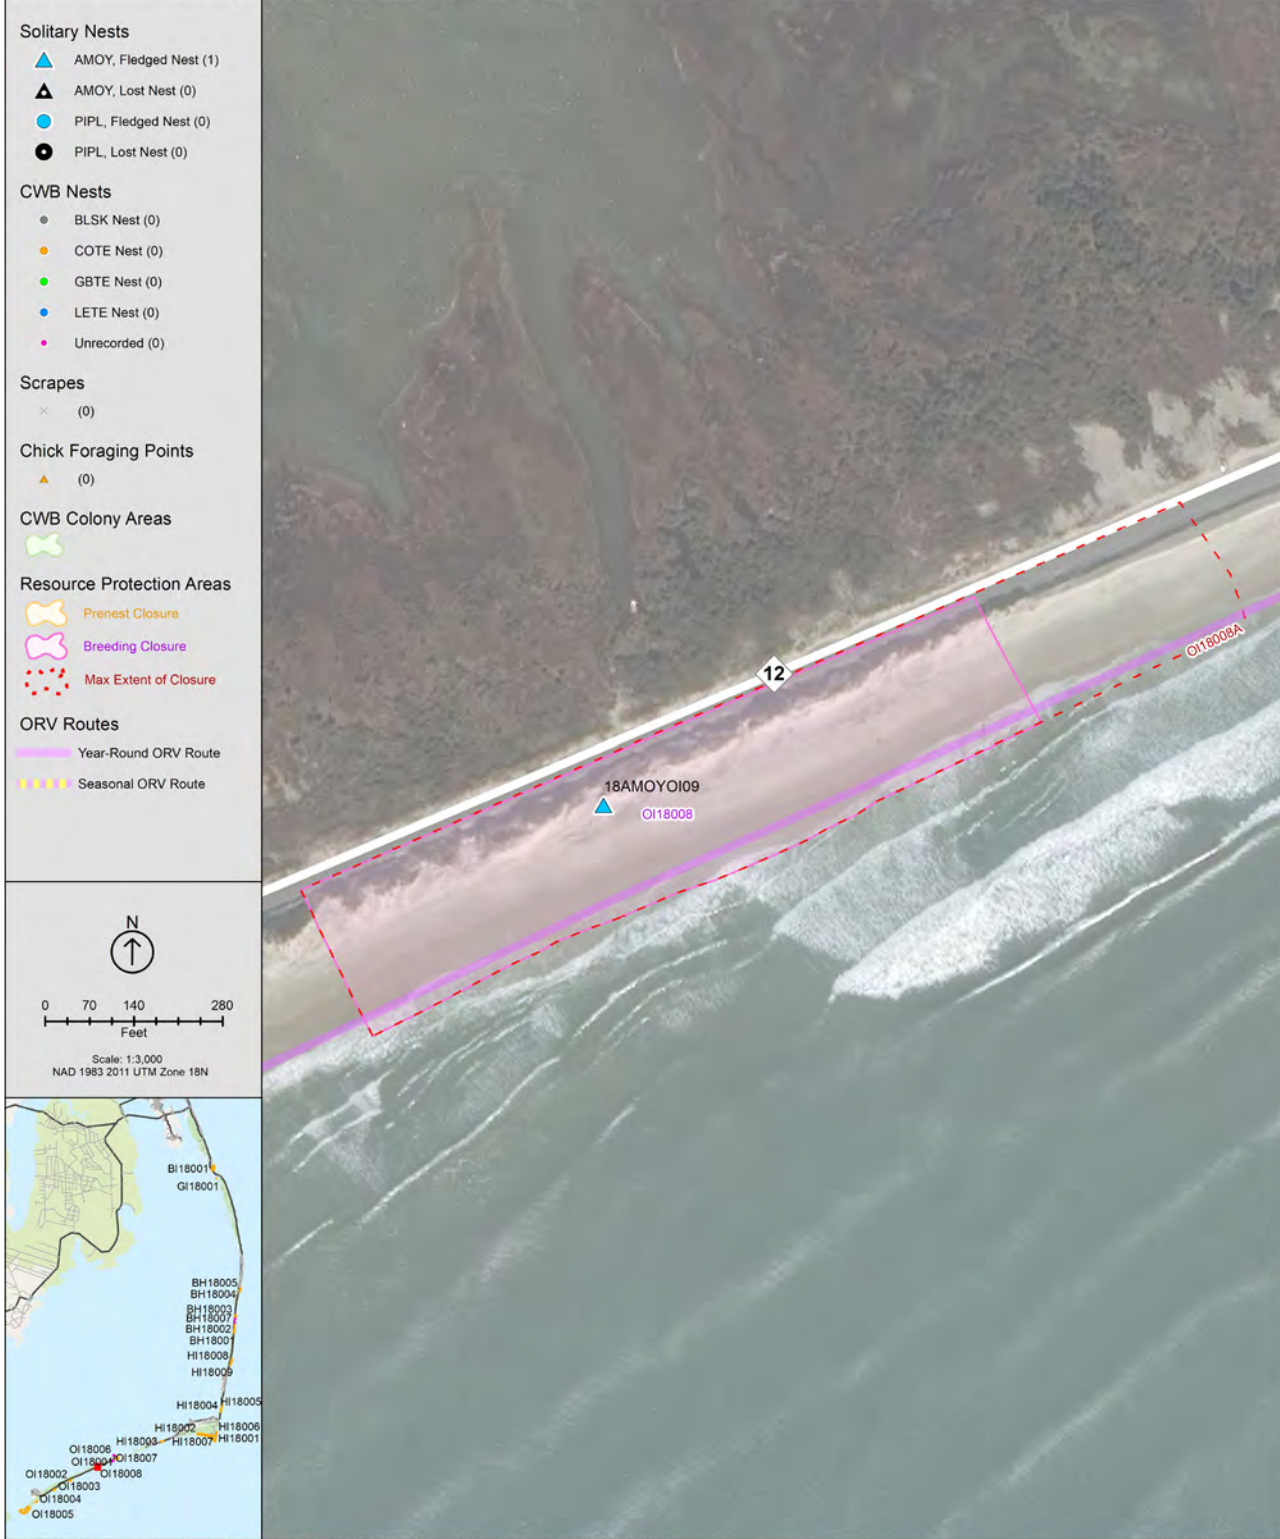 Solitary Nests
AMOY, Fledged Nest (1)
AMOY, Lost Nest (0)
PIPL, Fledged Nest (0)
PIPL, Lost Nest (0)
CWB Nests
BLSK Nest (0)
COTE Nest (0)
GBTE Nest (0)
LETE Nest (0)
Unrecorded (0)
Scrapes
(0)
Chick Foraging Points
(0)
CWB Colony Areas
Resource Protection Areas
Prenest Closure
Breeding Closure
Max Extent of Closure
ORV Routes
Year-Round ORV Route
Seasonal ORV Route
N
0 70 140 280
Feet
Scale: 1:3,000
NAD 1983 2011 UTM Zone 18N
BI18001
GI18001
BH18005
BH18004
BH18003
BH18007
BH18002
BH18001
HI18008
HI18009
HI18005
HI18004
HI18006
HI18002
HI18001
HI18007
HI18003
OI18006
OI18007
OI18001
OI18008
OI18002
OI18003
OI18004
OI18005
12
OI18008A
18AMOYOI09
OI18008